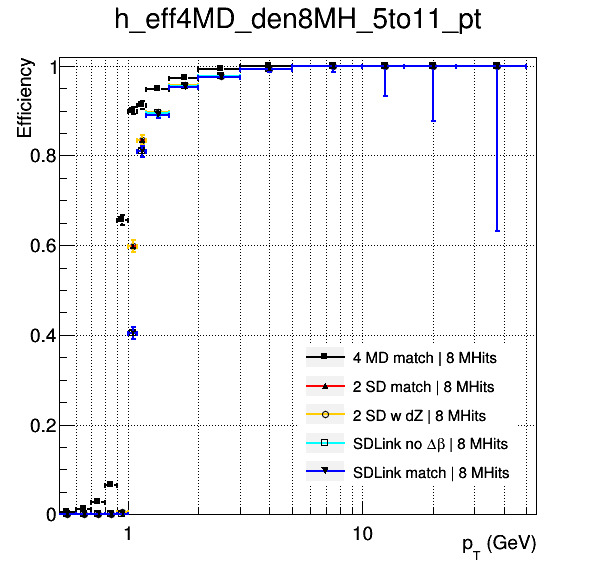 h_eff4MD_den8MH_5to11_pt
Efficiency
1
0.8
0.6
0.4
0.2
0
4 MD match | 8 MHits
2 SD match | 8 MHits
2 SD w dZ | 8 MHits
SDLink no Δβ | 8 MHits
SDLink match | 8 MHits
1 10
p_T (GeV)